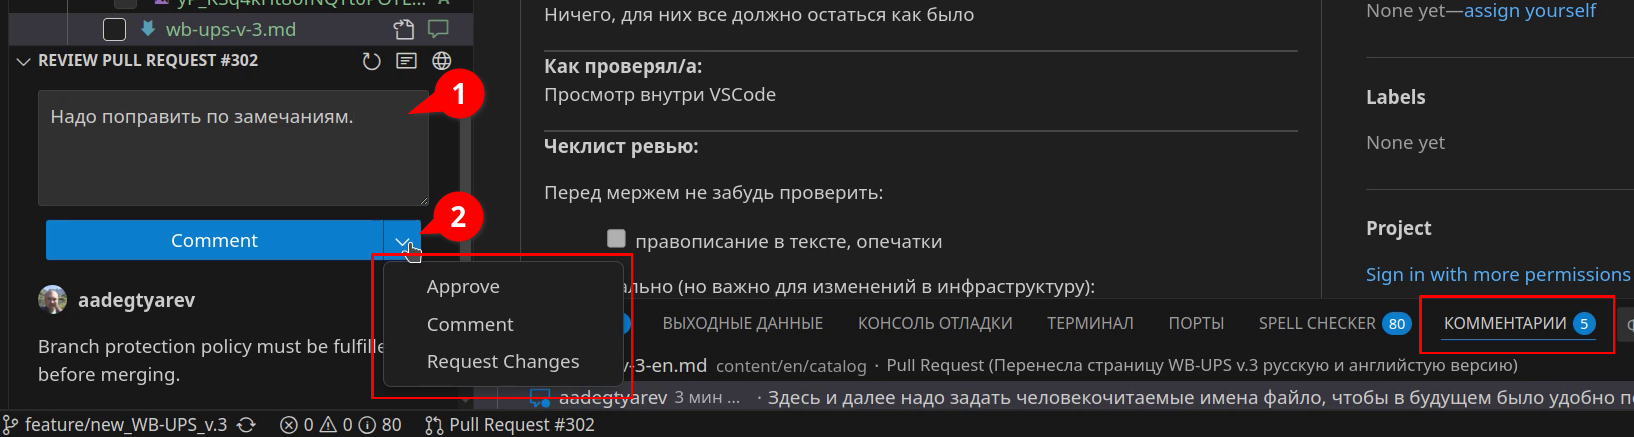 wb-ups-v-3.md
REVIEW PULL REQUEST #302
1
Надо поправить по замечаниям.
2
Comment
Approve
Comment
Request Changes
aadegtyarev
Branch protection policy must be fulfille
before merging.
Ничего, для них все должно остаться как было
Как проверял/а:
Просмотр внутри VSCode
Чеклист ревью:
Перед мержем не забудь проверить:
правописание в тексте, опечатки
ально (но важно для изменений в инфраструктуру):
None yet—assign yourself
Labels
None yet
Project
Sign in with more permissions
ВЫХОДНЫЕ ДАННЫЕ КОНСОЛЬ ОТЛАДКИ ТЕРМИНАЛ ПОРТЫ SPELL CHECKER 80 КОММЕНТАРИИ 5
v-3-en.md content/en/catalog · Pull Request (Перенесла страницу WB-UPS v.3 русскую и английстую версию)
aadegtyarev 3 мин ... · Здесь и далее надо задать человекочитаемые имена файло, чтобы в будущем было удобно
feature/new_WB-UPS_v.3 0 0 80 Pull Request #302